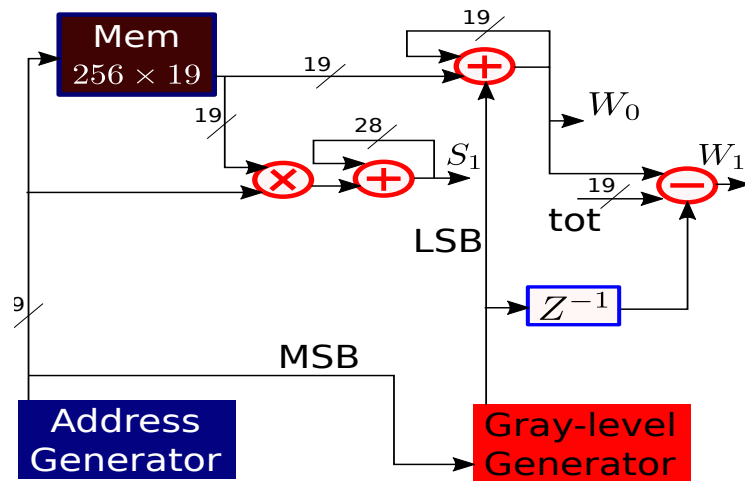 Mem
256 × 19
19
19
19
28
S₁
W₀
W₁
19
tot
LSB
Z⁻¹
9
MSB
Address
Generator
Gray-level
Generator